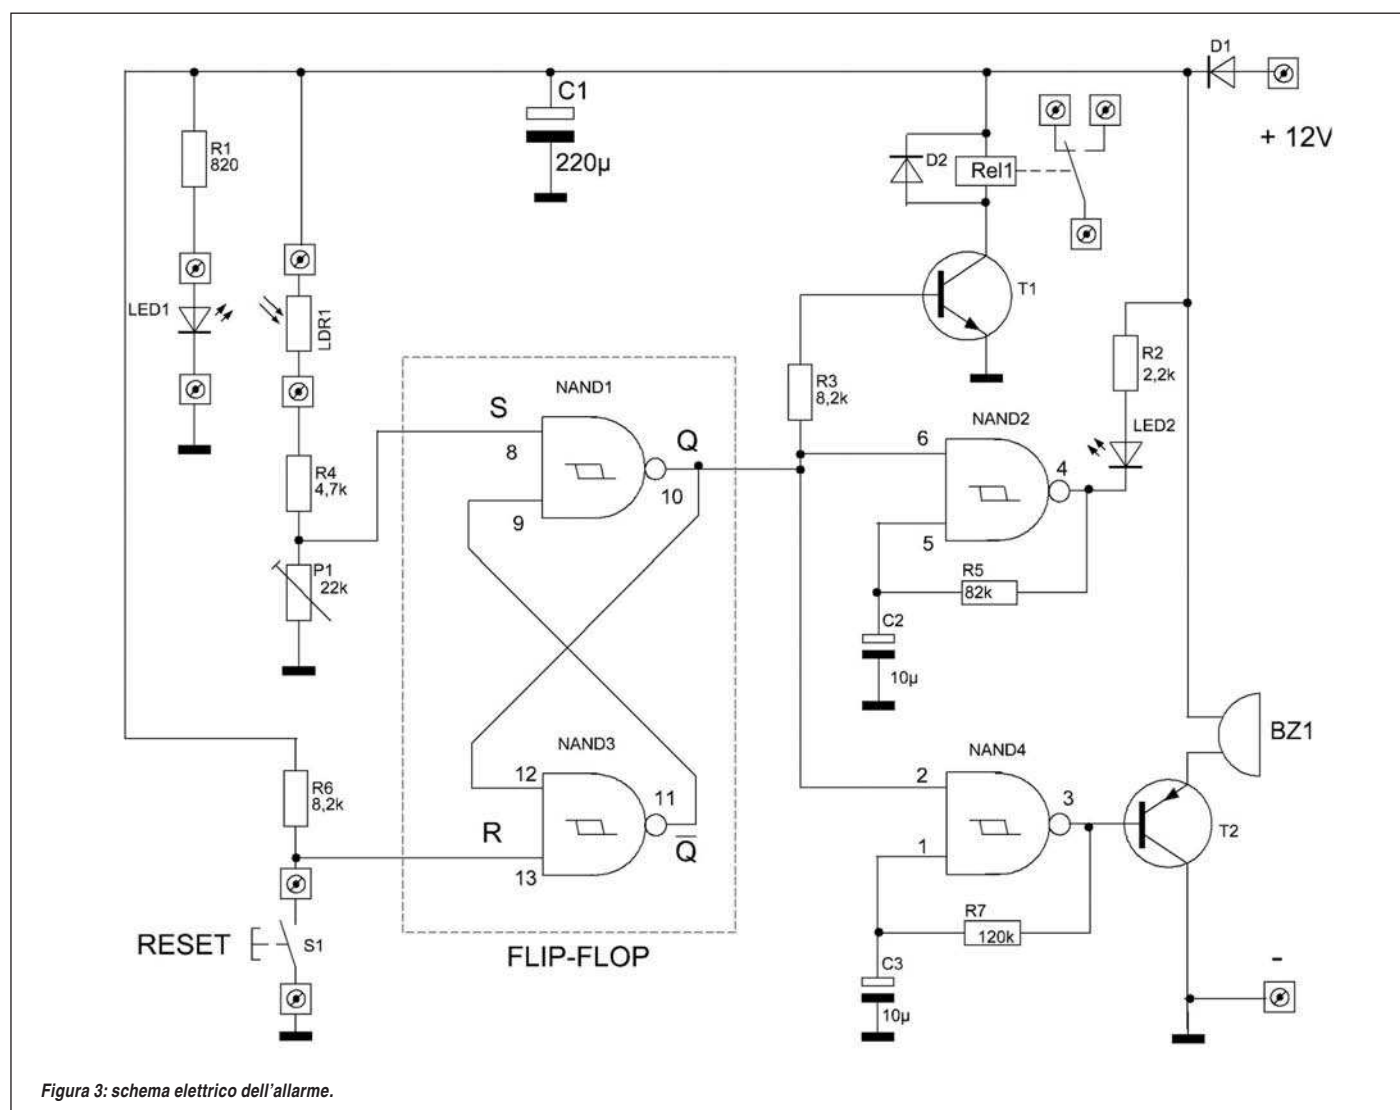 D1
+ 12V
C1
220µ
R1
820
D2
Rel1
T1
LED1
LDR1
R2
2,2k
LED2
R3
8,2k
NAND1
S
8
Q
10
9
NAND2
6
4
5
R4
4,7k
P1
22k
R5
82k
C2
10µ
BZ1
NAND3
12
11
Q
R
13
NAND4
2
3
1
T2
R6
8,2k
R7
120k
C3
10µ
RESET
S1
FLIP-FLOP
-
Figura 3: schema elettrico dell'allarme.